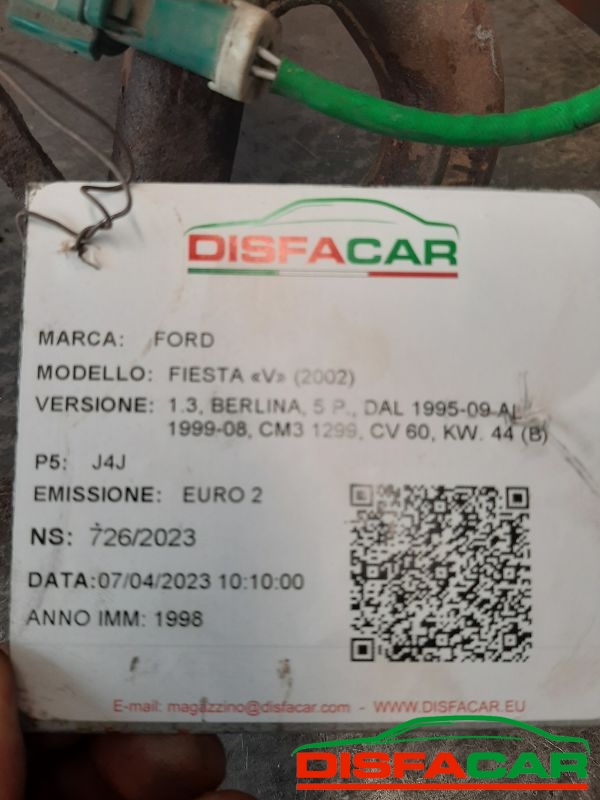 DISFACAR
MARCA: FORD
MODELLO: FIESTA «V» (2002)
VERSIONE: 1.3, BERLINA, 5 P., DAL 1995-09 AL
1999-08, CM3 1299, CV 60, KW. 44 (B)
P5: J4J
EMISSIONE: EURO 2
NS: 726/2023
DATA:07/04/2023 10:10:00
ANNO IMM: 1998
E-mail: magazzino@disfacar.com - WWW.DISFACAR.EU
DISFACAR